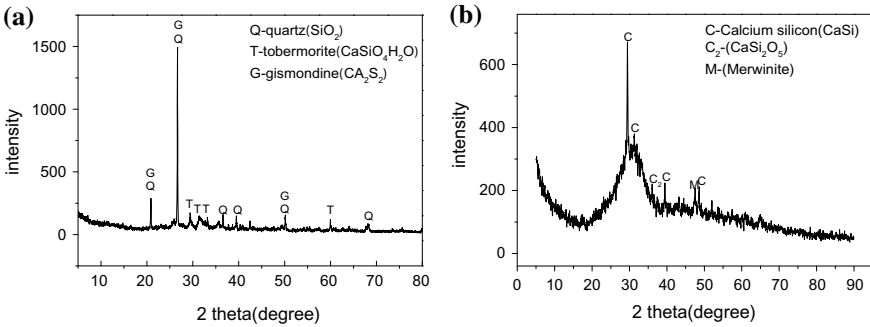 (a)
Q-quartz(SiO2)
T-tobermorite(CaSiO4H2O)
G-gismondine(CA2S2)
G
Q
G
Q
T
T T T
Q
Q
G
Q
T
Q
intensity
1500
1000
500
0
10 20 30 40 50 60 70 80
2 theta(degree)
(b)
C-Calcium silicon(CaSi)
C2-(CaSi2O5)
M-(Merwinite)
C
C
C2
C
M
C
intensity
600
400
200
0
0 10 20 30 40 50 60 70 80 90
2 theta(degree)